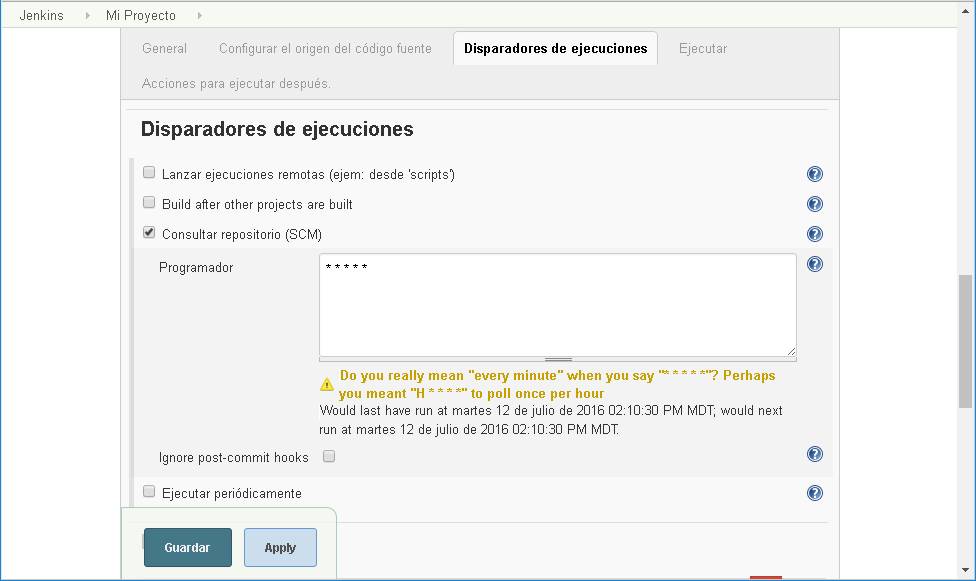 Jenkins Mi Proyecto
General Configurar el origen del código fuente Disparadores de ejecuciones Ejecutar
Acciones para ejecutar después.
Disparadores de ejecuciones
Lanzar ejecuciones remotas (ejem: desde 'scripts')
Build after other projects are built
Consultar repositorio (SCM)
Programador * * * * *
Do you really mean "every minute" when you say "* * * * *"? Perhaps
you meant "H * * * *" to poll once per hour
Would last have run at martes 12 de julio de 2016 02:10:30 PM MDT; would next
run at martes 12 de julio de 2016 02:10:30 PM MDT.
Ignore post-commit hooks
Ejecutar periódicamente
Guardar Apply